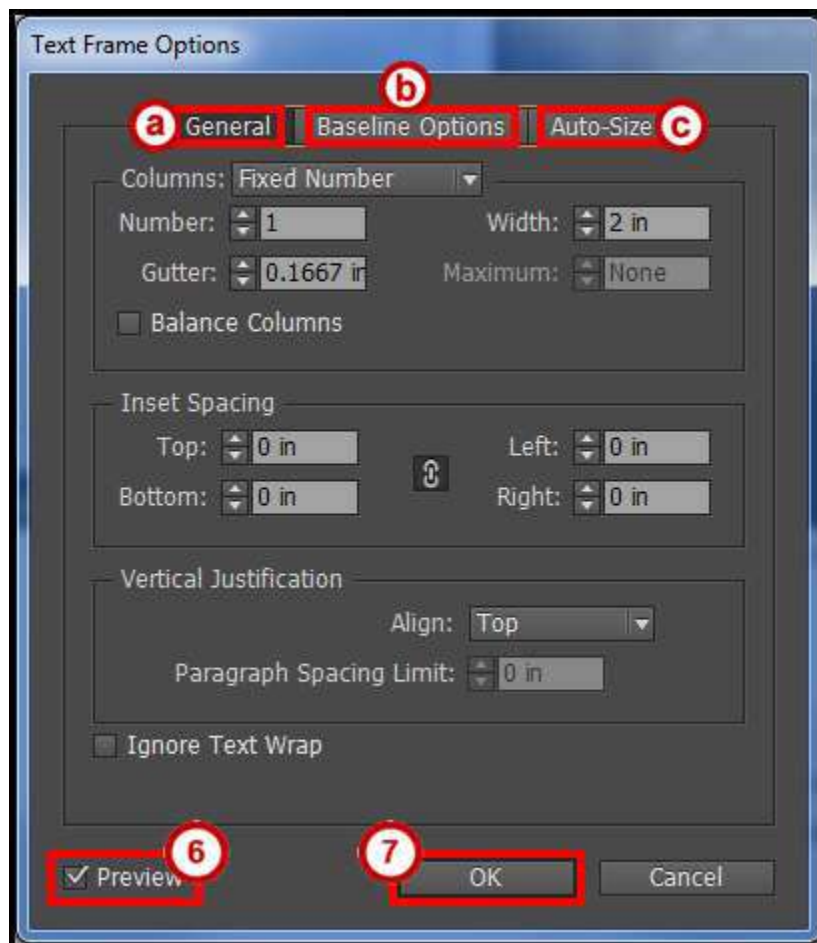 Text Frame Options
b
a General Baseline Options Auto-Size c
Columns: Fixed Number
Number: 1 Width: 2 in
Gutter: 0.1667 in Maximum: None
Balance Columns
Inset Spacing
Top: 0 in Left: 0 in
Bottom: 0 in Right: 0 in
Vertical Justification
Align: Top
Paragraph Spacing Limit: 0 in
Ignore Text Wrap
6 7
Preview OK Cancel